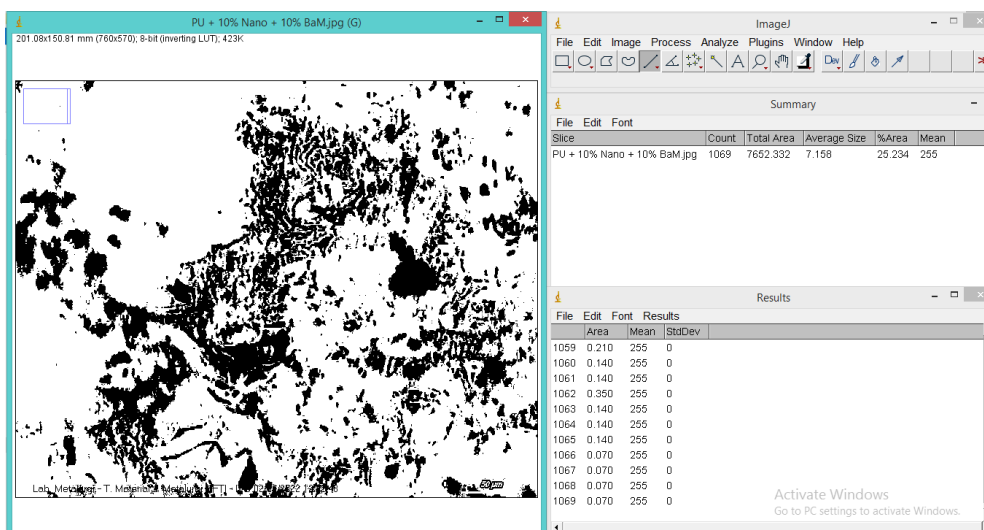 PU + 10% Nano + 10% BaM.jpg (G)
201.08x150.81 mm (760x570); 8-bit (inverting LUT); 423K
50µm
ImageJ
File Edit Image Process Analyze Plugins Window Help
A Dev
Summary
File Edit Font
Slice Count Total Area Average Size %Area Mean
PU + 10% Nano + 10% BaM.jpg 1069 7652.332 7.158 25.234 255
Results
File Edit Font Results
Area Mean StdDev
1059 0.210 255 0
1060 0.140 255 0
1061 0.140 255 0
1062 0.350 255 0
1063 0.140 255 0
1064 0.140 255 0
1065 0.140 255 0
1066 0.070 255 0
1067 0.070 255 0
1068 0.070 255 0
1069 0.070 255 0
Activate Windows
Go to PC settings to activate Windows.